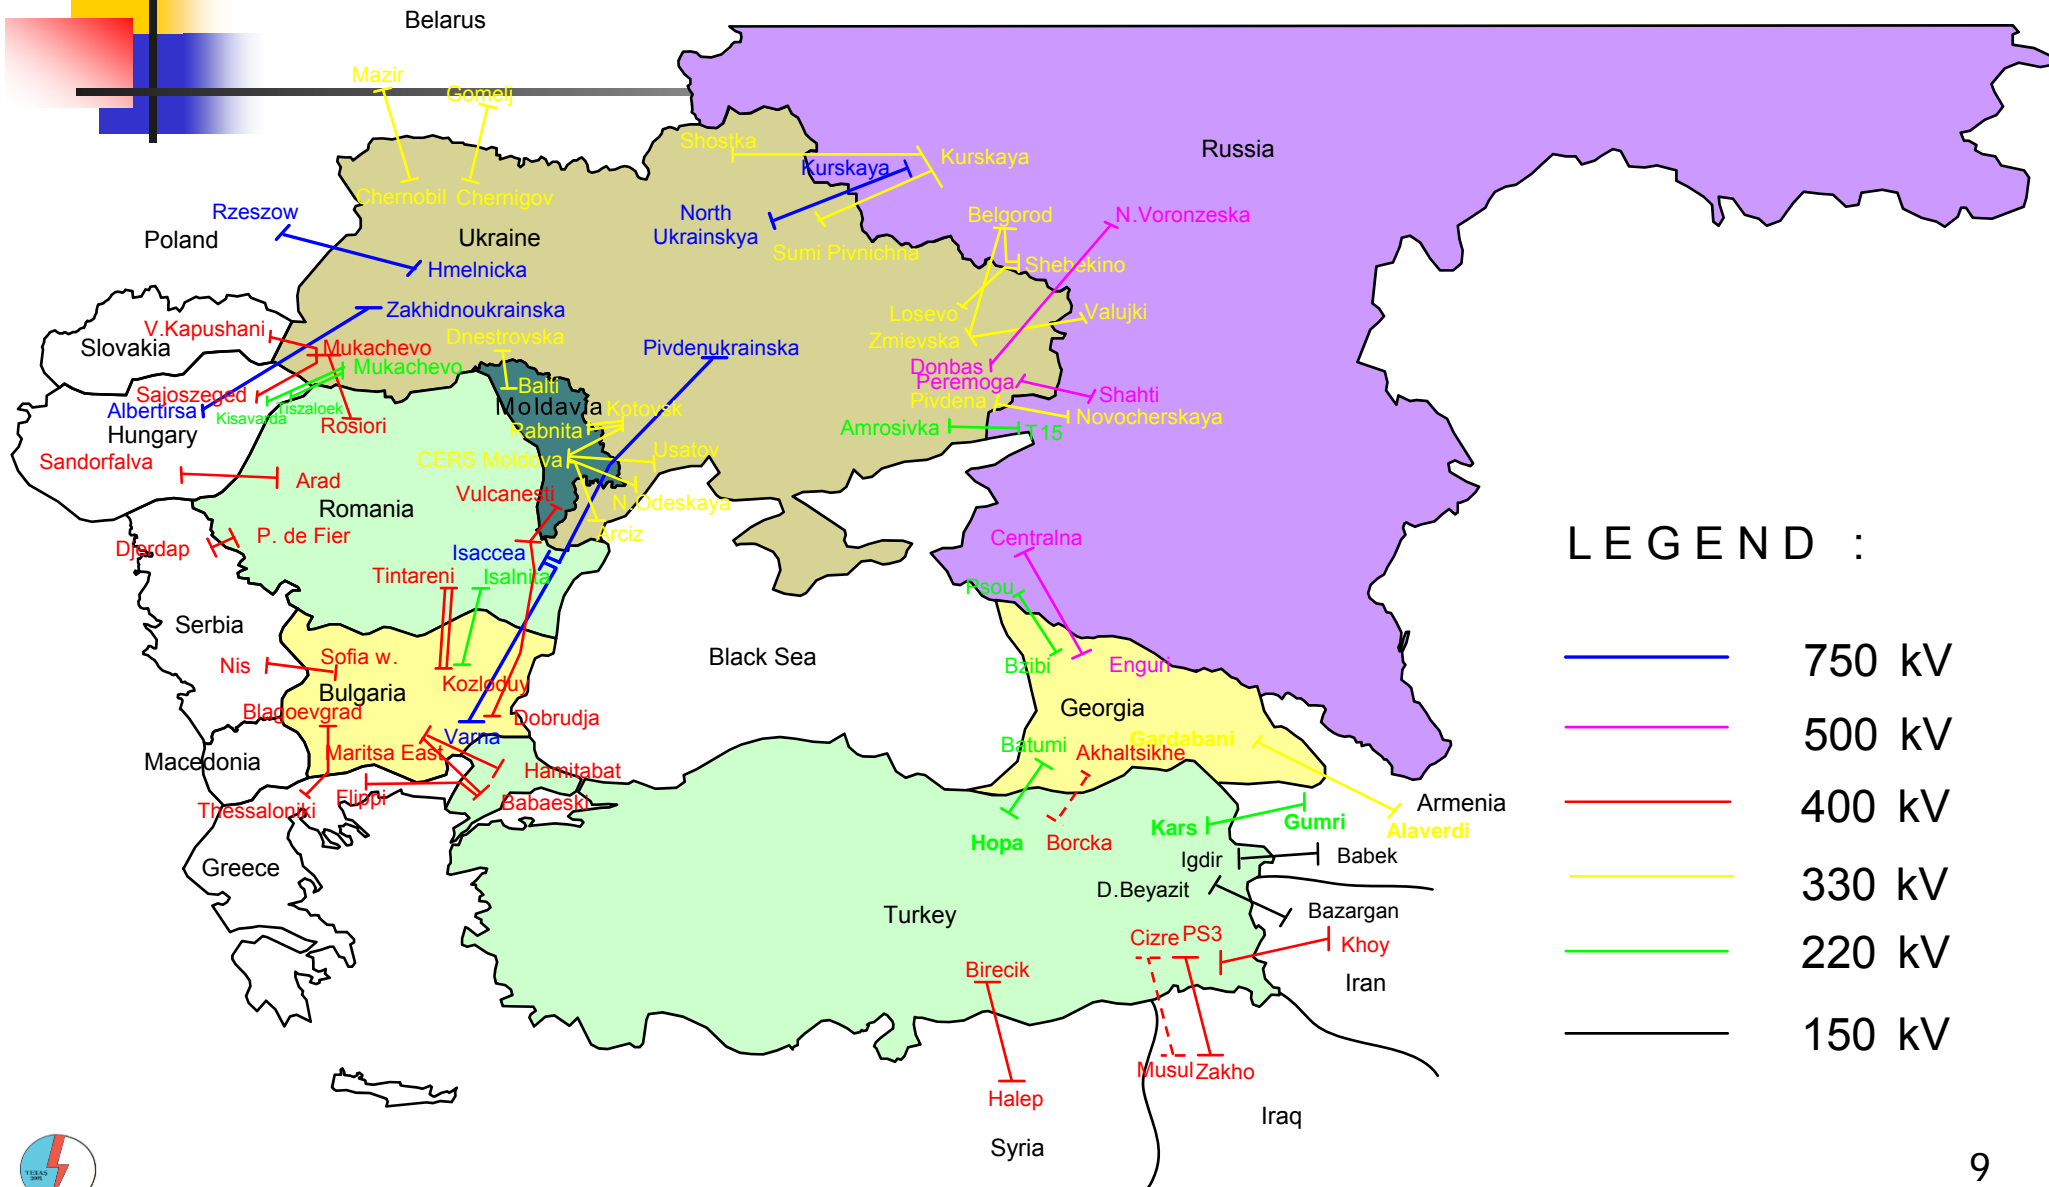 Belarus
Mazir
Gomelj
Shostka
Kurskaya
Kurskaya
Russia
Chernobil
Chernigov
Rzeszow
North
Ukrainskya
Belgorod
N.Voronzeska
Poland
Ukraine
Sumi Pivnichna
Hmelnicka
Shebekino
Zakhidnoukrainska
Losevo
Valujki
V.Kapushani
Dnestrovska
Zmievska
Slovakia
Mukachevo
Pivdenukrainska
Mukachevo
Donbas
Peremoga
Shahti
Sajoszeged
Balti
Albertirsa
Kisavarda
Tiszaloek
Moldavia
Kotovsk
Pivdena
Novocherskaya
Hungary
Rosiori
Rabnita
Amrosivka
T15
Sandorfalva
CERS Moldova
Usatov
Arad
Vulcanesti
N.Odeskaya
Romania
Arciz
P. de Fier
Djerdap
Isaccea
Centralna
LEGEND :
Tintareni
Isalnita
Psou
Serbia
Nis
Sofia w.
Black Sea
Bzibi
Enguri
750 kV
Bulgaria
Kozloduy
Blagoevgrad
Dobrudja
Georgia
500 kV
Varna
Batumi
Gardabani
Macedonia
Maritsa East
Akhaltsikhe
Hamitabat
Thessaloniki
Flippi
Babaeski
Armenia
400 kV
Hopa
Borcka
Kars
Gumri
Alaverdi
Greece
Igdir
Babek
D.Beyazit
330 kV
Turkey
Bazargan
Cizre
PS3
Khoy
220 kV
Birecik
Iran
150 kV
Musul
Zakho
Halep
Iraq
Syria
TEIAS
2001
9